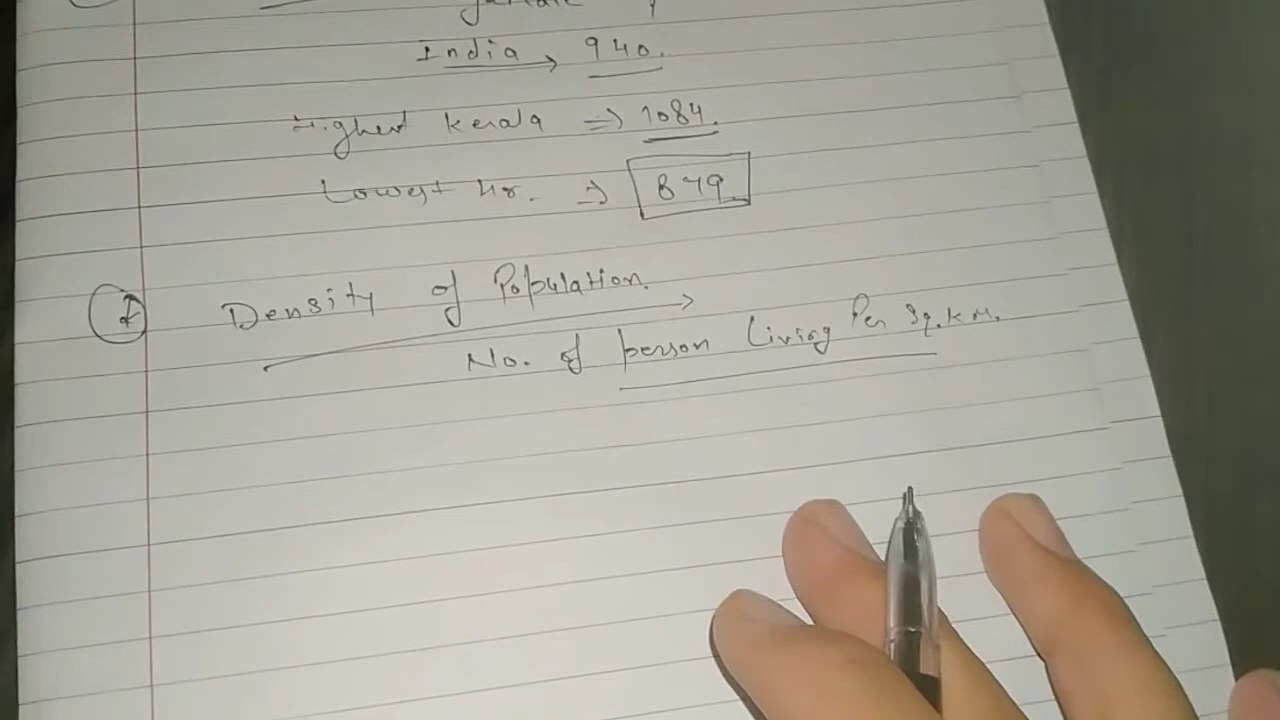 India → 940.
Highest Kerala ⇒ 1084.
Lowest Hr. ⇒ 879.
Density of Population.
No. of person Living Per Sq.KM.